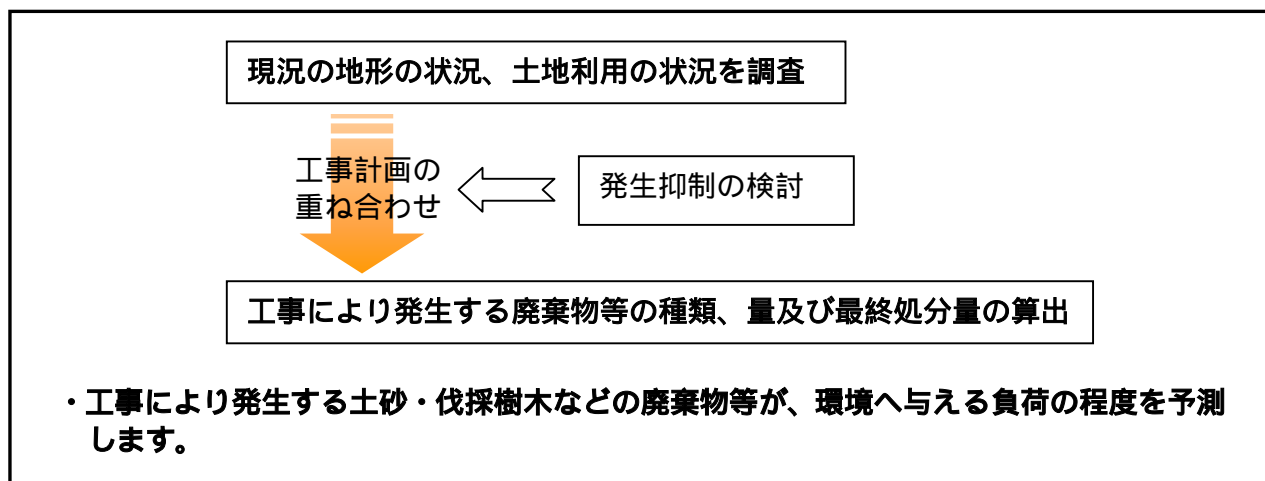 現況の地形の状況、土地利用の状況を調査
工事計画の
重ね合わせ
発生抑制の検討
工事により発生する廃棄物等の種類、量及び最終処分量の算出
・工事により発生する土砂・伐採樹木などの廃棄物等が、環境へ与える負荷の程度を予測
します。